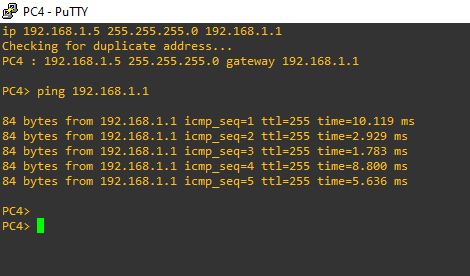 PC4 - PuTTY
ip 192.168.1.5 255.255.255.0 192.168.1.1
Checking for duplicate address...
PC4 : 192.168.1.5 255.255.255.0 gateway 192.168.1.1
PC4> ping 192.168.1.1
84 bytes from 192.168.1.1 icmp_seq=1 ttl=255 time=10.119 ms
84 bytes from 192.168.1.1 icmp_seq=2 ttl=255 time=2.929 ms
84 bytes from 192.168.1.1 icmp_seq=3 ttl=255 time=1.783 ms
84 bytes from 192.168.1.1 icmp_seq=4 ttl=255 time=8.800 ms
84 bytes from 192.168.1.1 icmp_seq=5 ttl=255 time=5.636 ms
PC4>
PC4>